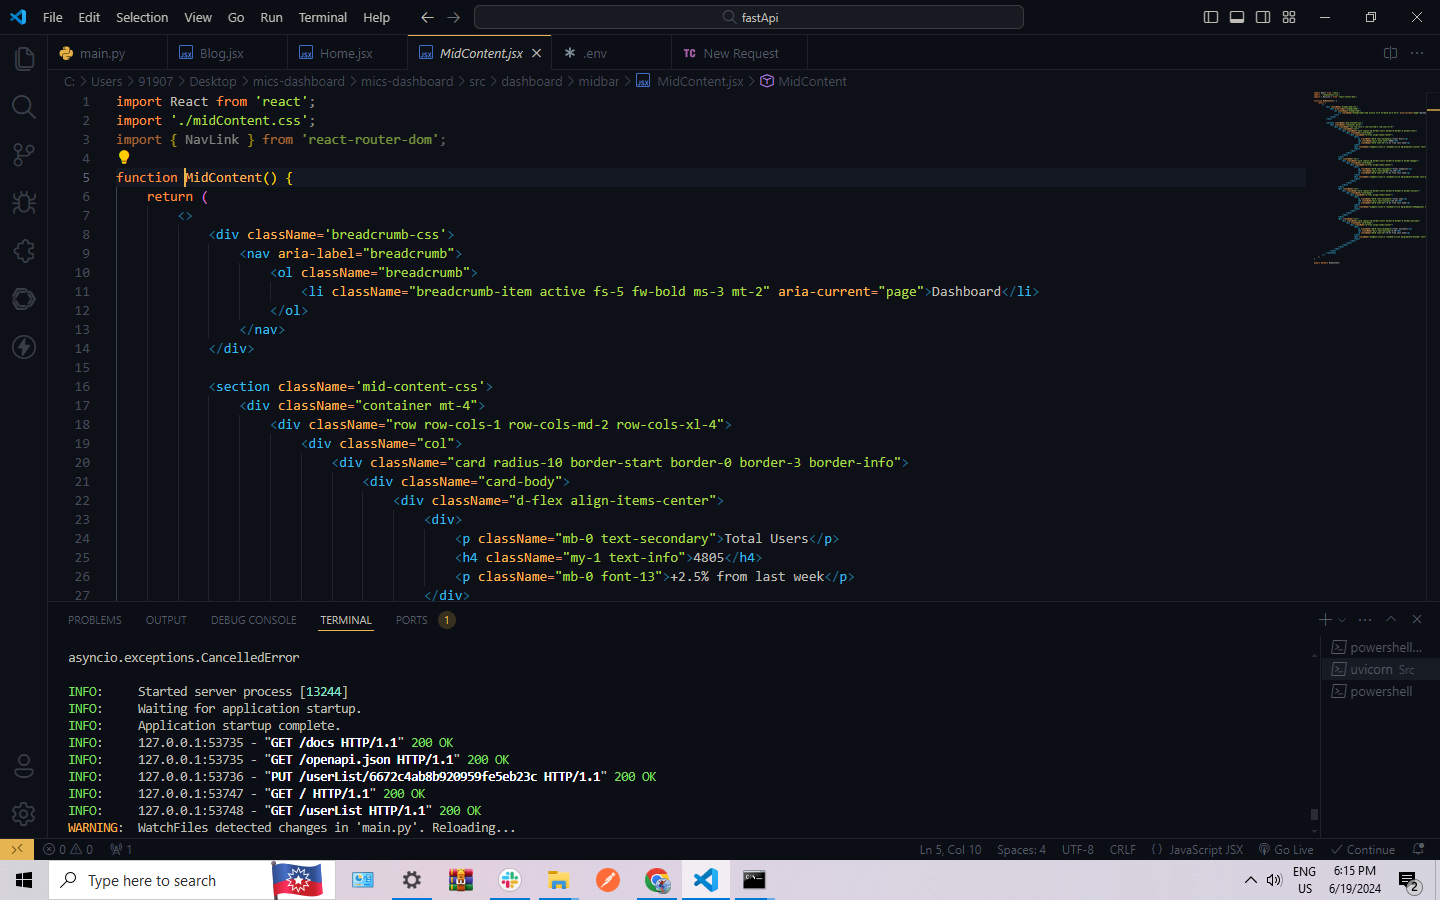 File Edit Selection View Go Run Terminal Help
fastApi
main.py Blog.jsx Home.jsx MidContent.jsx .env TC New Request
C: > Users > 91907 > Desktop > mics-dashboard > mics-dashboard > src > dashboard > midbar > MidContent.jsx > MidContent
1 import React from 'react';
2 import './midContent.css';
3 import { NavLink } from 'react-router-dom';
4
5 function MidContent() {
6 return (
7 <>
8 <div className='breadcrumb-css'>
9 <nav aria-label="breadcrumb">
10 <ol className="breadcrumb">
11 <li className="breadcrumb-item active fs-5 fw-bold ms-3 mt-2" aria-current="page">Dashboard</li>
12 </ol>
13 </nav>
14 </div>
15
16 <section className='mid-content-css'>
17 <div className="container mt-4">
18 <div className="row row-cols-1 row-cols-md-2 row-cols-xl-4">
19 <div className="col">
20 <div className="card radius-10 border-start border-0 border-3 border-info">
21 <div className="card-body">
22 <div className="d-flex align-items-center">
23 <div>
24 <p className="mb-0 text-secondary">Total Users</p>
25 <h4 className="my-1 text-info">4805</h4>
26 <p className="mb-0 font-13">+2.5% from last week</p>
27 </div>
PROBLEMS OUTPUT DEBUG CONSOLE TERMINAL PORTS 1
asyncio.exceptions.CancelledError
INFO: Started server process [13244]
INFO: Waiting for application startup.
INFO: Application startup complete.
INFO: 127.0.0.1:53735 - "GET /docs HTTP/1.1" 200 OK
INFO: 127.0.0.1:53735 - "GET /openapi.json HTTP/1.1" 200 OK
INFO: 127.0.0.1:53736 - "PUT /userList/6672c4ab8b920959fe5eb23c HTTP/1.1" 200 OK
INFO: 127.0.0.1:53747 - "GET / HTTP/1.1" 200 OK
INFO: 127.0.0.1:53748 - "GET /userList HTTP/1.1" 200 OK
WARNING: WatchFiles detected changes in 'main.py'. Reloading...
powershell...
uvicorn Src
powershell
0 0 1 Ln 5, Col 10 Spaces: 4 UTF-8 CRLF { } JavaScript JSX Go Live Continue
Type here to search
ENG
US
6:15 PM
6/19/2024
2